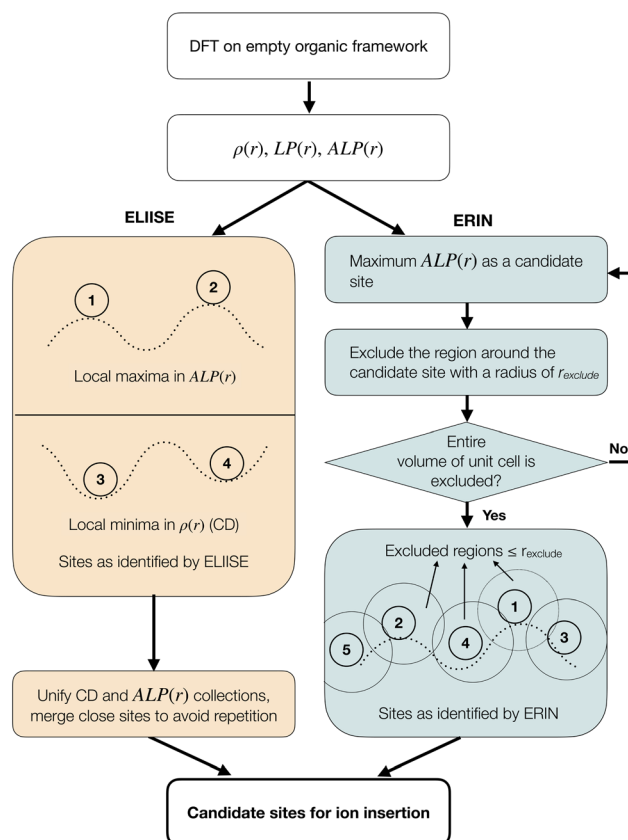 DFT on empty organic framework
ρ(r), LP(r), ALP(r)
ELIISE
1
2
Local maxima in ALP(r)
3
4
Local minima in ρ(r) (CD)
Sites as identified by ELIISE
Unify CD and ALP(r) collections,
merge close sites to avoid repetition
ERIN
Maximum ALP(r) as a candidate
site
Exclude the region around the
candidate site with a radius of rexclude
Entire
volume of unit cell is
excluded?
No
Yes
Excluded regions ≤ rexclude
5
2
4
1
3
Sites as identified by ERIN
Candidate sites for ion insertion